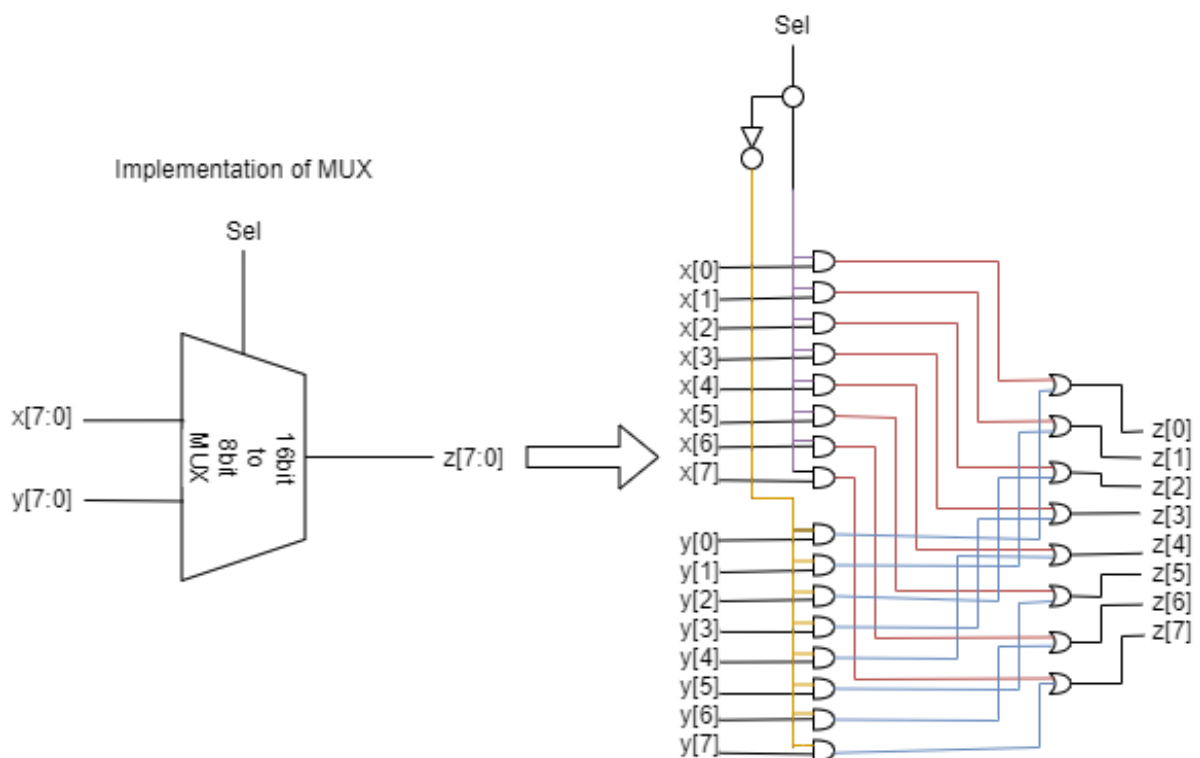 Sel
Implementation of MUX
Sel
x[7:0]
y[7:0]
16bit
to
8bit
MUX
z[7:0]
x[0]
x[1]
x[2]
x[3]
x[4]
x[5]
x[6]
x[7]
y[0]
y[1]
y[2]
y[3]
y[4]
y[5]
y[6]
y[7]
z[0]
z[1]
z[2]
z[3]
z[4]
z[5]
z[6]
z[7]